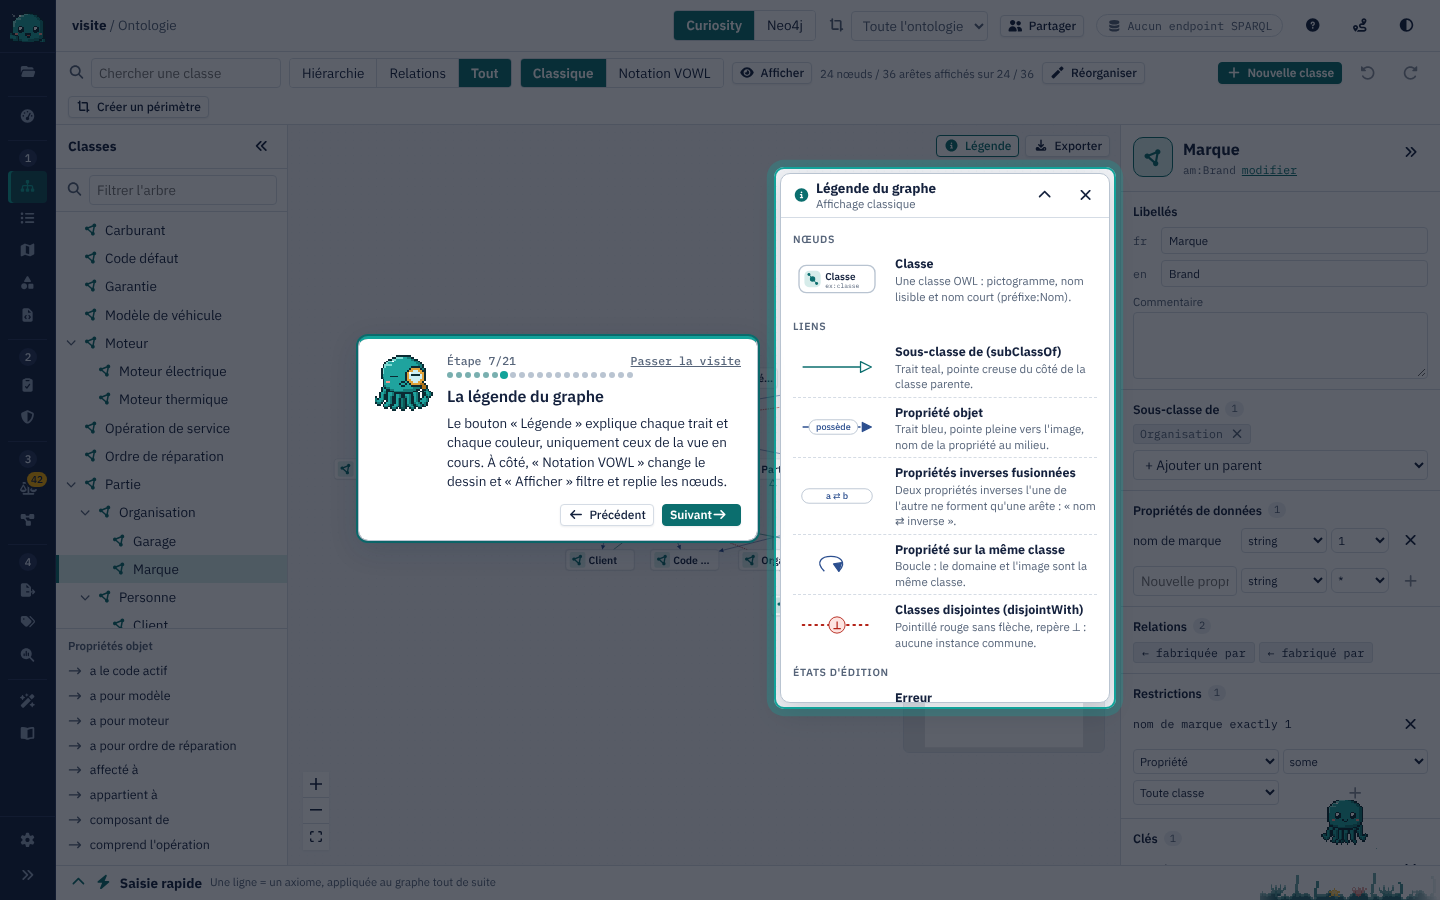 visite / Ontologie
Curiosity
Neo4j
Toute l'ontologie
Partager
Aucun endpoint SPARQL
Chercher une classe
Hiérarchie
Relations
Tout
Classique
Notation VOWL
Afficher
24 nœuds / 36 arêtes affichés sur 24 / 36
Réorganiser
Nouvelle classe
Créer un périmètre
1
2
3
42
4
Classes
Filtrer l'arbre
Carburant
Code défaut
Garantie
Modèle de véhicule
Moteur
Moteur électrique
Moteur thermique
Opération de service
Ordre de réparation
Partie
Organisation
Garage
Marque
Personne
Client
Propriétés objet
→ a le code actif
→ a pour modèle
→ a pour moteur
→ a pour ordre de réparation
→ affecté à
→ appartient à
→ composant de
→ comprend l'opération
Légende
Exporter
Client
Code ...
Étape 7/21
Passer la visite
La légende du graphe
Le bouton « Légende » explique chaque trait et
chaque couleur, uniquement ceux de la vue en
cours. À côté, « Notation VOWL » change le
dessin et « Afficher » filtre et replie les nœuds.
← Précédent
Suivant→
Légende du graphe
Affichage classique
NŒUDS
Classe
ex:classe
Classe
Une classe OWL : pictogramme, nom
lisible et nom court (préfixe:Nom).
LIENS
Sous-classe de (subClassOf)
Trait teal, pointe creuse du côté de la
classe parente.
possède
Propriété objet
Trait bleu, pointe pleine vers l'image,
nom de la propriété au milieu.
a ⇄ b
Propriétés inverses fusionnées
Deux propriétés inverses l'une de
l'autre ne forment qu'une arête : « nom
⇄ inverse ».
Propriété sur la même classe
Boucle : le domaine et l'image sont la
même classe.
⊥
Classes disjointes (disjointWith)
Pointillé rouge sans flèche, repère ⊥ :
aucune instance commune.
ÉTATS D'ÉDITION
Erreur
Marque
am:Brand modifier
Libellés
fr
Marque
en
Brand
Commentaire
Sous-classe de 1
Organisation
+ Ajouter un parent
Propriétés de données 1
nom de marque
string
1
string
*
Relations 2
← fabriquée par
← fabriqué par
Restrictions 1
nom de marque exactly 1
Propriété
some
Toute classe
Clés 1
Saisie rapide
Une ligne = un axiome, appliquée au graphe tout de suite